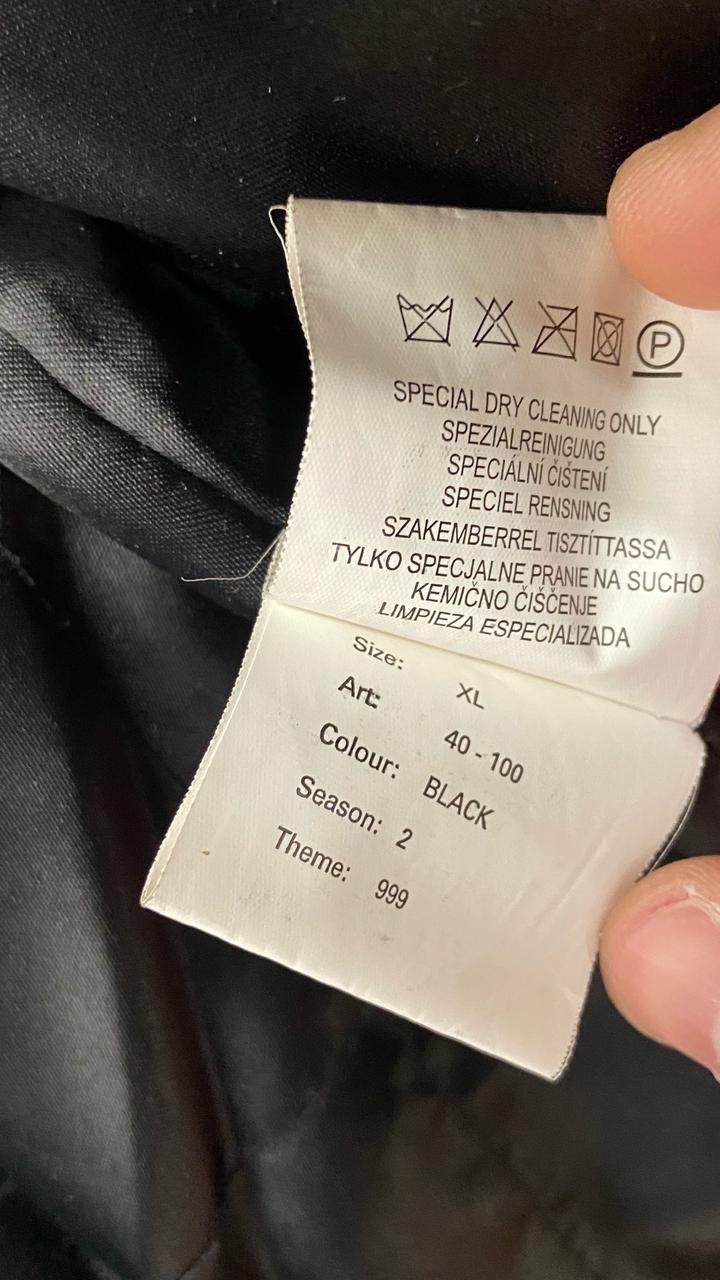 P
SPECIAL DRY CLEANING ONLY
SPEZIALREINIGUNG
SPECIÁLNÍ ČIŠTENÍ
SPECIEL RENSNING
SZAKEMBERREL TISZTÍTTASSA
TYLKO SPECJALNE PRANIE NA SUCHO
KEMIČNO ČIŠČENJE
LIMPIEZA ESPECIALIZADA
Size: XL
Art: 40 - 100
Colour: BLACK
Season: 2
Theme: 999